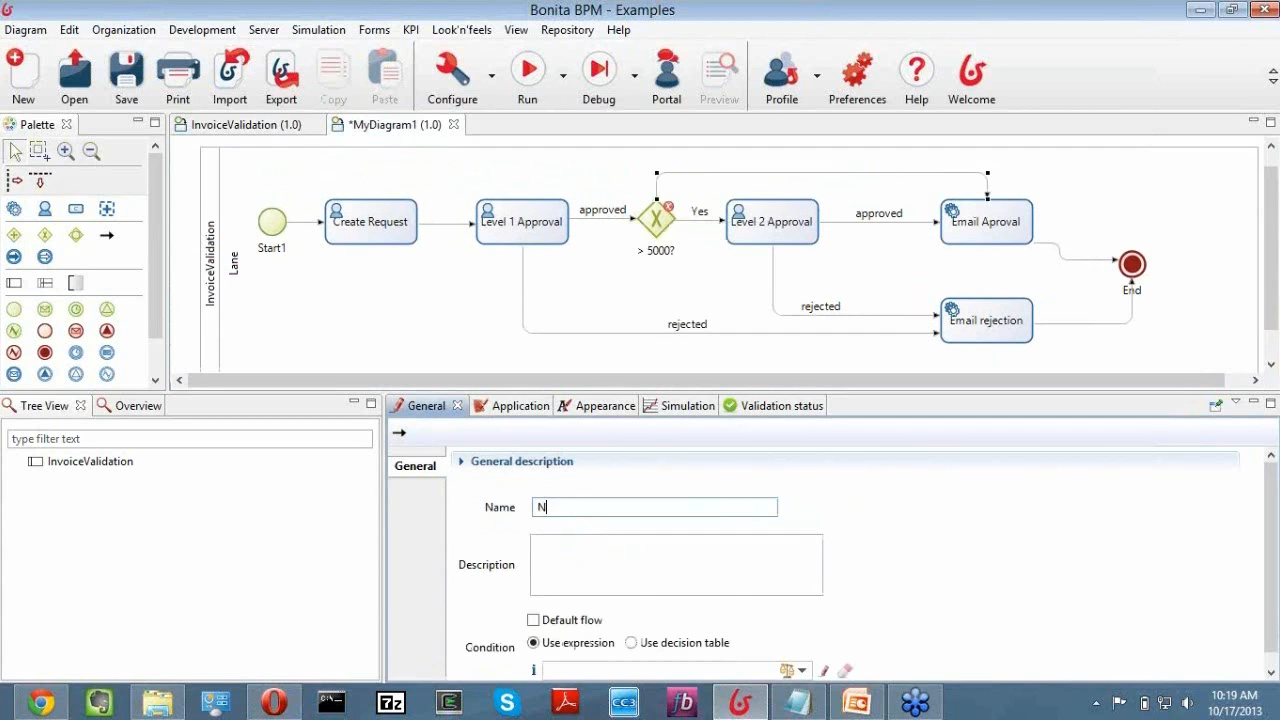 Bonita BPM - Examples
Diagram Edit Organization Development Server Simulation Forms KPI Look'n'feels View Repository Help
New Open Save Print Import Export Copy Paste Configure Run Debug Portal Preview Profile Preferences Help Welcome
Palette
InvoiceValidation (1.0)
*MyDiagram1 (1.0)
InvoiceValidation
Lane
Start1
Create Request
Level 1 Approval
approved
> 5000?
Yes
Level 2 Approval
approved
Email Aproval
End
rejected
Email rejection
rejected
Tree View
Overview
type filter text
InvoiceValidation
General
Application
Appearance
Simulation
Validation status
General
General description
Name N
Description
Default flow
Condition Use expression Use decision table
7z
CC3
fb
10:19 AM
10/17/2013